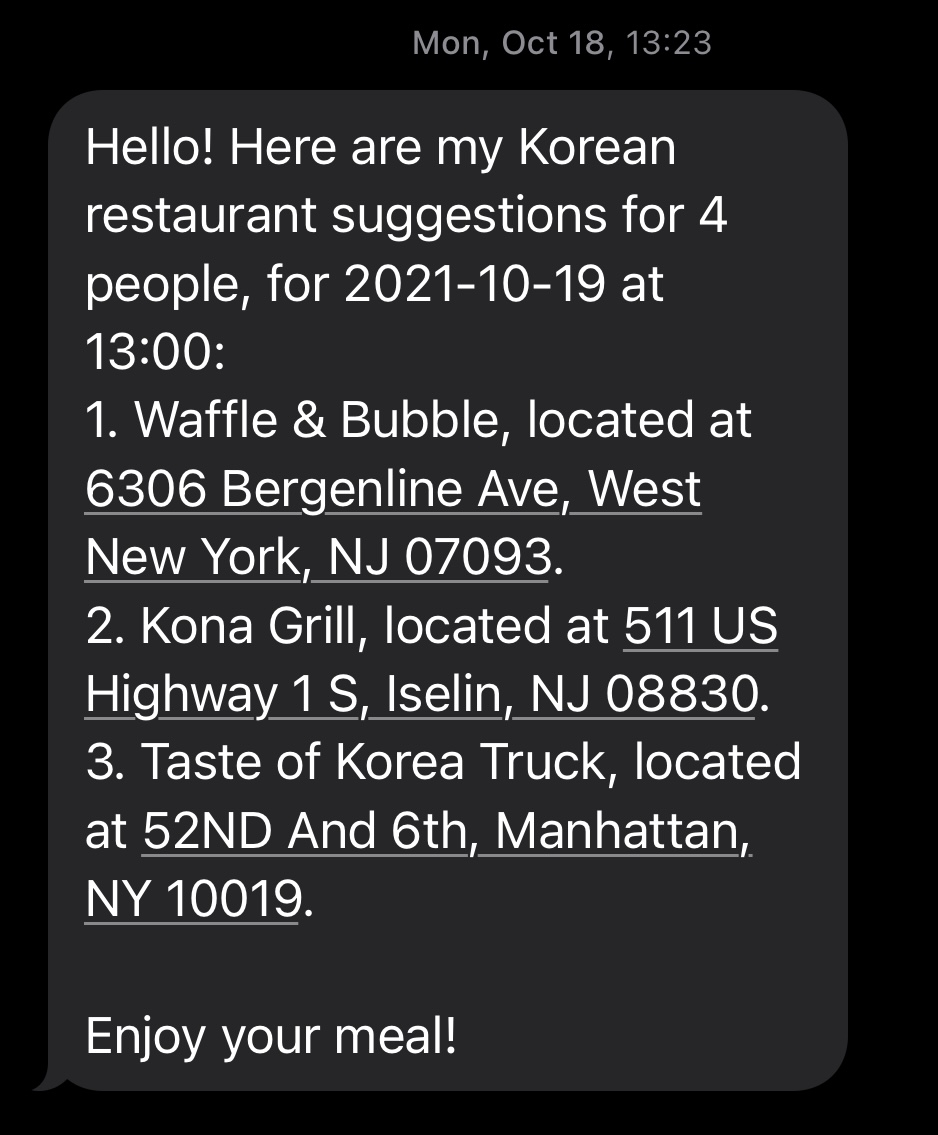 Mon, Oct 18, 13:23
Hello! Here are my Korean
restaurant suggestions for 4
people, for 2021-10-19 at
13:00:
1. Waffle & Bubble, located at
6306 Bergenline Ave, West
New York, NJ 07093.
2. Kona Grill, located at 511 US
Highway 1 S, Iselin, NJ 08830.
3. Taste of Korea Truck, located
at 52ND And 6th, Manhattan,
NY 10019.
Enjoy your meal!